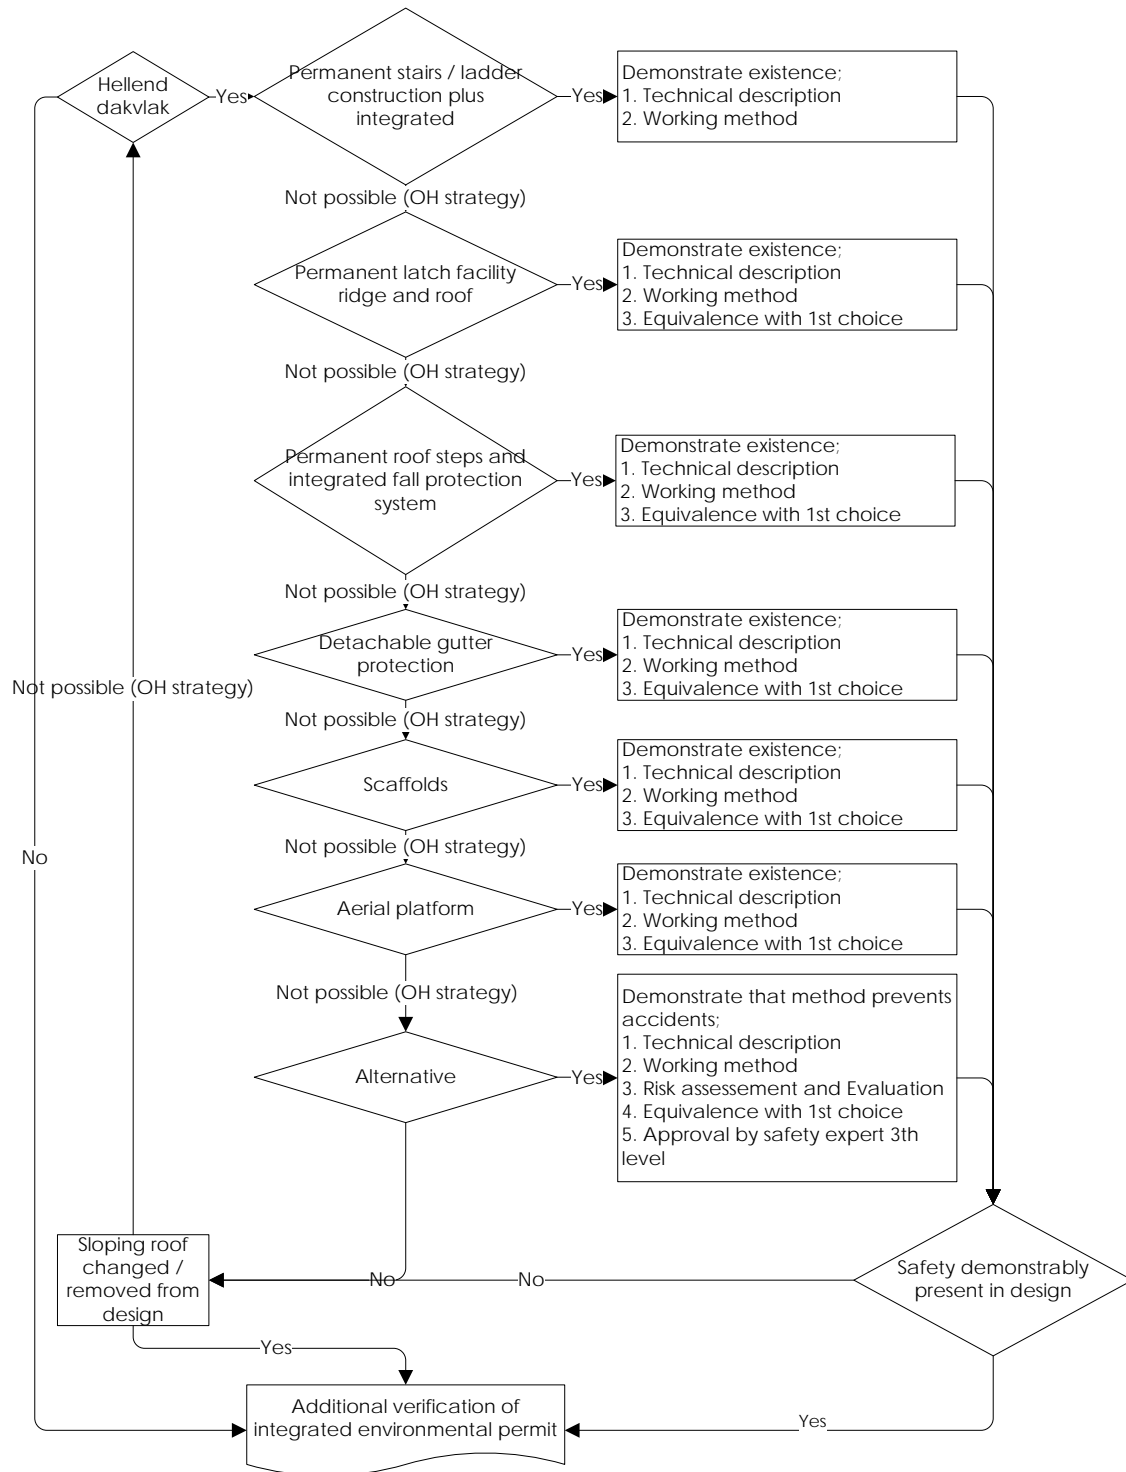 Hellend
dakvlak
Yes
Permanent stairs / ladder
construction plus
integrated
Yes
Demonstrate existence;
1. Technical description
2. Working method
Not possible (OH strategy)
Permanent latch facility
ridge and roof
Yes
Demonstrate existence;
1. Technical description
2. Working method
3. Equivalence with 1st choice
Not possible (OH strategy)
Permanent roof steps and
integrated fall protection
system
Yes
Demonstrate existence;
1. Technical description
2. Working method
3. Equivalence with 1st choice
Not possible (OH strategy)
Detachable gutter
protection
Yes
Demonstrate existence;
1. Technical description
2. Working method
3. Equivalence with 1st choice
Not possible (OH strategy)
Not possible (OH strategy)
Scaffolds
Yes
Demonstrate existence;
1. Technical description
2. Working method
3. Equivalence with 1st choice
Not possible (OH strategy)
No
Aerial platform
Yes
Demonstrate existence;
1. Technical description
2. Working method
3. Equivalence with 1st choice
Not possible (OH strategy)
Alternative
Yes
Demonstrate that method prevents
accidents;
1. Technical description
2. Working method
3. Risk assessement and Evaluation
4. Equivalence with 1st choice
5. Approval by safety expert 3th
level
Sloping roof
changed /
removed from
design
No
No
Safety demonstrably
present in design
Yes
Additional verification of
integrated environmental permit
Yes